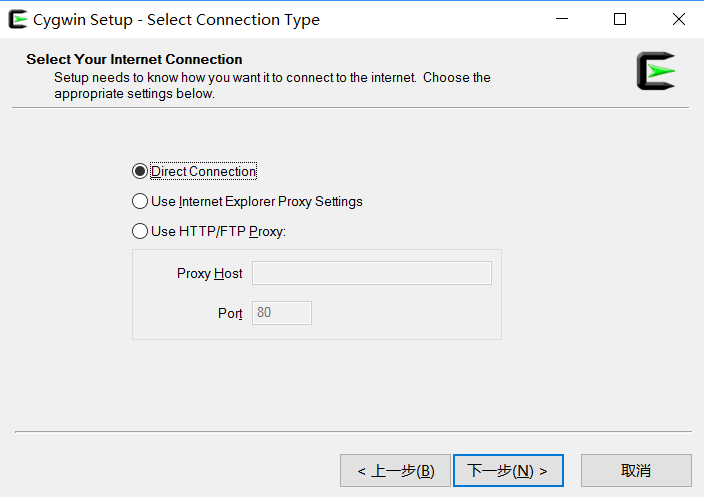 Cygwin Setup - Select Connection Type
Select Your Internet Connection
Setup needs to know how you want it to connect to the internet.  Choose the
appropriate settings below.
Direct Connection
Use Internet Explorer Proxy Settings
Use HTTP/FTP Proxy:
Proxy Host
Port 80
< 上一步(B) 下一步(N) > 取消